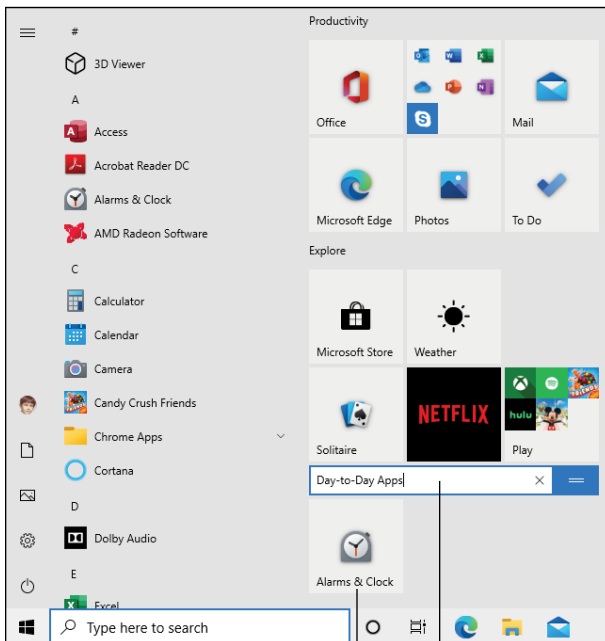 #
3D Viewer
A
Access
Acrobat Reader DC
Alarms & Clock
AMD Radeon Software
C
Calculator
Calendar
Camera
Candy Crush Friends
Chrome Apps
Cortana
D
Dolby Audio
E
Excel
Productivity
Office
Mail
Microsoft Edge
Photos
To Do
Explore
Microsoft Store
Weather
Solitaire
NETFLIX
hulu
Play
Day-to-Day Apps
Alarms & Clock
Type here to search